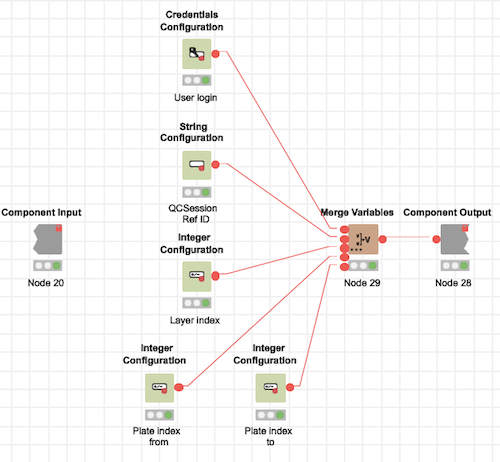 Credentials
Configuration
User login
String
Configuration
QCSession
Ref ID
Component Input
Node 20
Integer
Configuration
Layer index
Merge Variables
Node 29
Component Output
Node 28
Integer
Configuration
Plate index
from
Integer
Configuration
Plate index
to